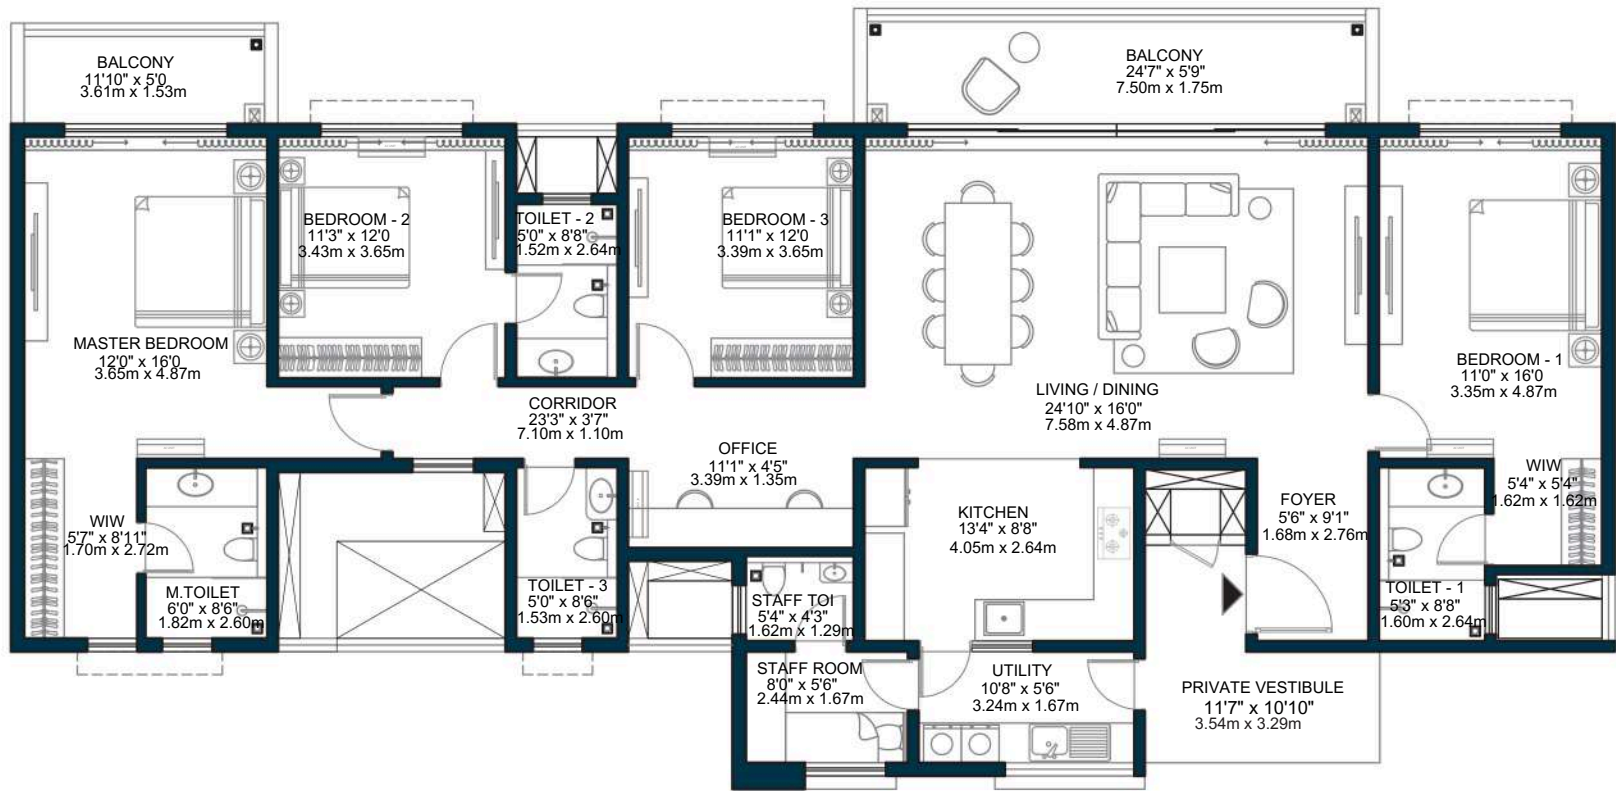 BALCONY
11'10" x 5'0
3.61m x 1.53m
BALCONY
24'7" x 5'9"
7.50m x 1.75m
BEDROOM - 2
11'3" x 12'0
3.43m x 3.65m
TOILET - 2
5'0" x 8'8"
1.52m x 2.64m
BEDROOM - 3
11'1" x 12'0
3.39m x 3.65m
MASTER BEDROOM
12'0" x 16'0
3.65m x 4.87m
BEDROOM - 1
11'0" x 16'0
3.35m x 4.87m
LIVING / DINING
24'10" x 16'0"
7.58m x 4.87m
CORRIDOR
23'3" x 3'7"
7.10m x 1.10m
OFFICE
11'1" x 4'5"
3.39m x 1.35m
WIW
5'4" x 5'4"
1.62m x 1.62m
FOYER
5'6" x 9'1"
1.68m x 2.76m
KITCHEN
13'4" x 8'8"
4.05m x 2.64m
WIW
5'7" x 8'11"
1.70m x 2.72m
M.TOILET
6'0" x 8'6"
1.82m x 2.60m
TOILET - 3
5'0" x 8'6"
1.53m x 2.60m
STAFF TOI
5'4" x 4'3"
1.62m x 1.29m
TOILET - 1
5'3" x 8'8"
1.60m x 2.64m
STAFF ROOM
8'0" x 5'6"
2.44m x 1.67m
UTILITY
10'8" x 5'6"
3.24m x 1.67m
PRIVATE VESTIBULE
11'7" x 10'10"
3.54m x 3.29m